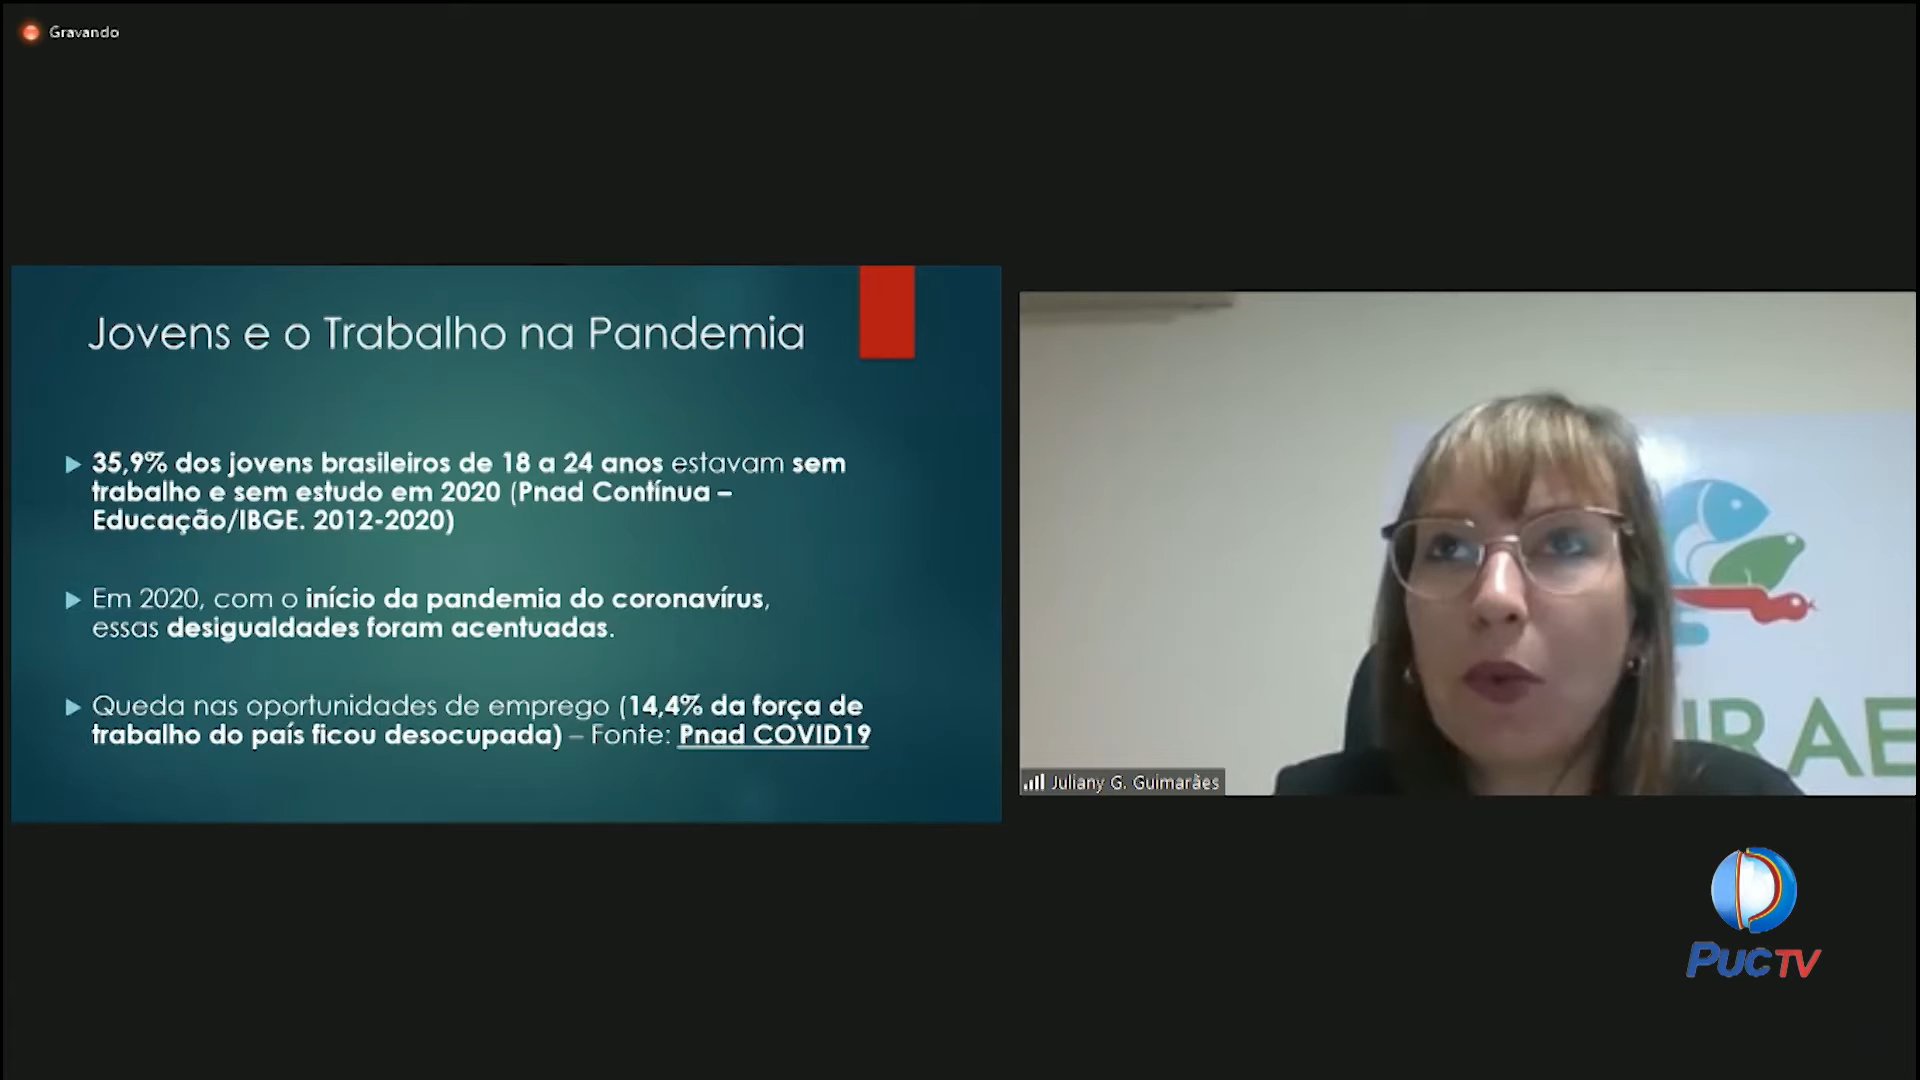 Gravando
Jovens e o Trabalho na Pandemia
35,9% dos jovens brasileiros de 18 a 24 anos estavam sem
trabalho e sem estudo em 2020 (Pnad Contínua –
Educação/IBGE. 2012-2020)
Em 2020, com o início da pandemia do coronavírus,
essas desigualdades foram acentuadas.
Queda nas oportunidades de emprego (14,4% da força de
trabalho do país ficou desocupada) – Fonte: Pnad COVID19
Juliany G. Guimarães
PUC TV